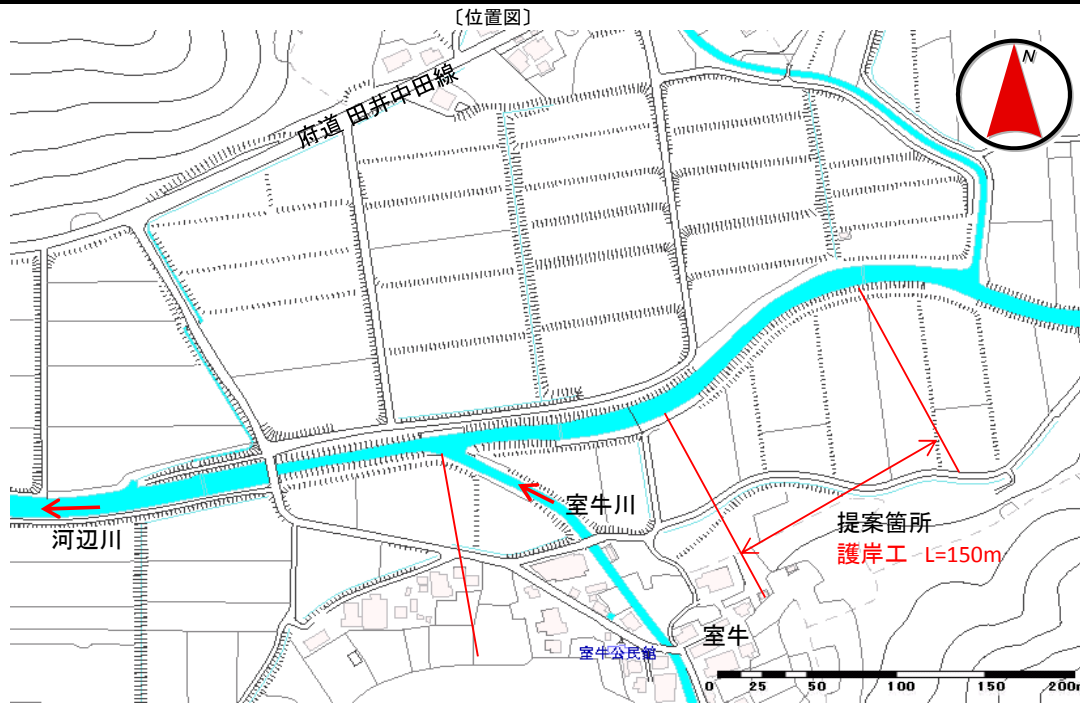 〔位置図〕
府道 田井中田線
N
室牛川
河辺川
提案箇所
護岸工 L=150m
室牛
室牛公民館
0 25 50 100 150 200m